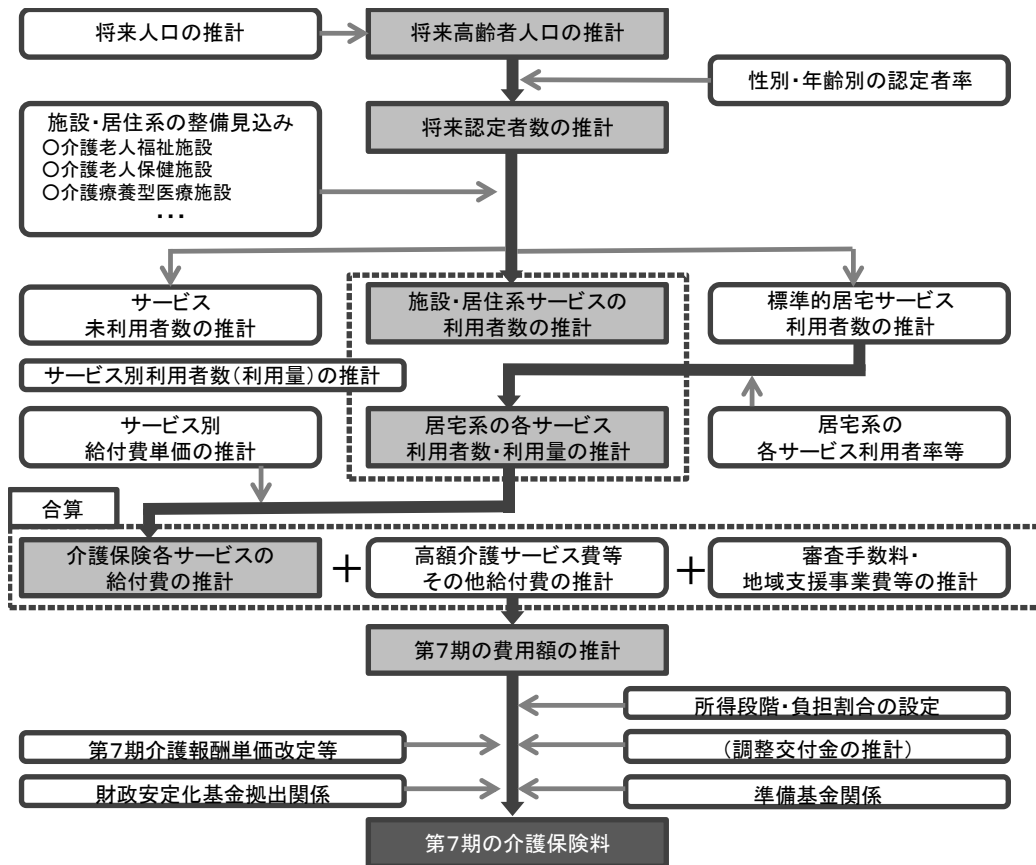 将来人口の推計
将来高齢者人口の推計
性別・年齢別の認定者率
施設・居住系の整備見込み
○介護老人福祉施設
○介護老人保健施設
○介護療養型医療施設
・・・
将来認定者数の推計
サービス
未利用者数の推計
施設・居住系サービスの
利用者数の推計
標準的居宅サービス
利用者数の推計
サービス別利用者数(利用量)の推計
サービス別
給付費単価の推計
居宅系の各サービス
利用者数・利用量の推計
居宅系の
各サービス利用者率等
合算
介護保険各サービスの
給付費の推計
+
高額介護サービス費等
その他給付費の推計
+
審査手数料・
地域支援事業費等の推計
第7期の費用額の推計
所得段階・負担割合の設定
第7期介護報酬単価改定等
(調整交付金の推計)
財政安定化基金拠出関係
準備基金関係
第7期の介護保険料